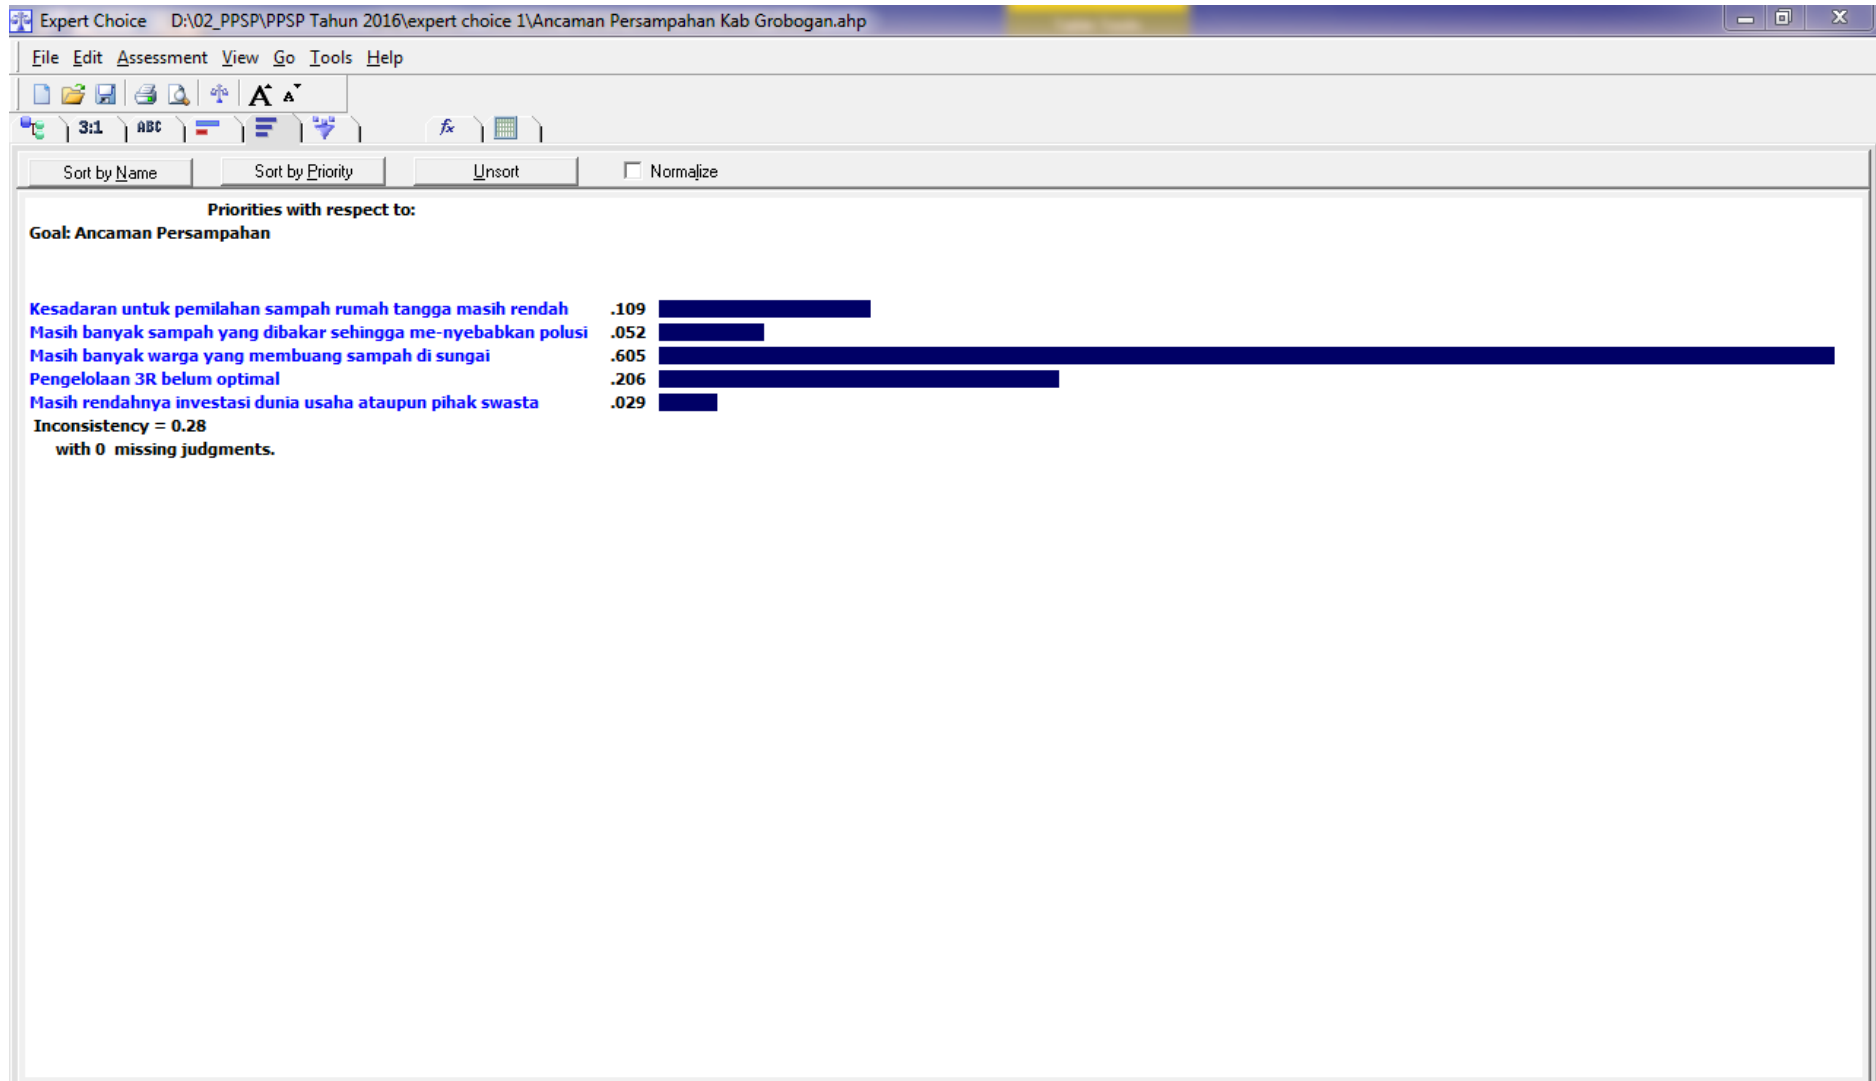 Expert Choice D:\02_PPSP\PPSP Tahun 2016\expert choice 1\Ancaman Persampahan Kab Grobogan.ahp
File Edit Assessment View Go Tools Help
A A
3:1 ABC fx
Sort by Name Sort by Priority Unsort Normalize
Priorities with respect to:
Goal: Ancaman Persampahan
Kesadaran untuk pemilahan sampah rumah tangga masih rendah .109
Masih banyak sampah yang dibakar sehingga me-nyebabkan polusi .052
Masih banyak warga yang membuang sampah di sungai .605
Pengelolaan 3R belum optimal .206
Masih rendahnya investasi dunia usaha ataupun pihak swasta .029
Inconsistency = 0.28
with 0 missing judgments.